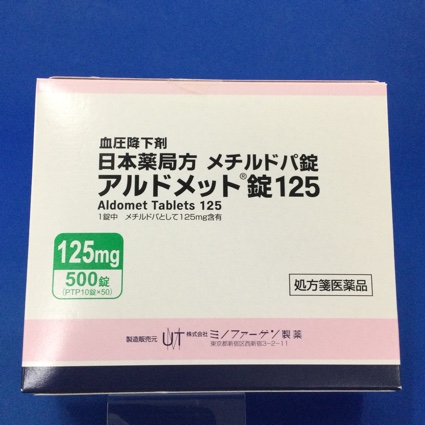 血圧降下剤
日本薬局方 メチルドパ錠
アルドメット®錠125
Aldomet Tablets 125
1錠中 メチルドパとして125mg含有
125mg
500錠
(PTP10錠×50)
処方箋医薬品
製造販売元 株式会社 ミノファーゲン製薬
東京都新宿区西新宿3-2-11